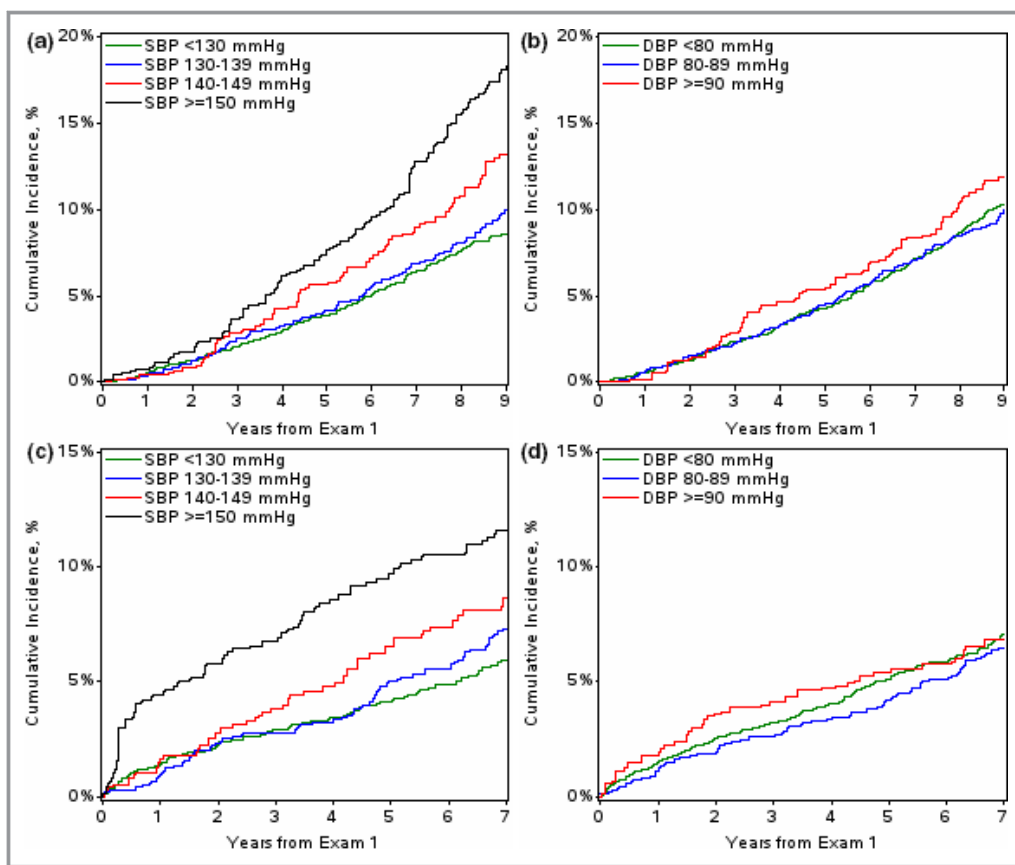 (a)
20%
SBP <130 mmHg
SBP 130-139 mmHg
SBP 140-149 mmHg
SBP >=150 mmHg
15%
10%
5%
0%
Cumulative Incidence, %
0 1 2 3 4 5 6 7 8 9
Years from Exam 1
(b)
20%
DBP <80 mmHg
DBP 80-89 mmHg
DBP >=90 mmHg
15%
10%
5%
0%
Cumulative Incidence, %
0 1 2 3 4 5 6 7 8 9
Years from Exam 1
(c)
15%
SBP <130 mmHg
SBP 130-139 mmHg
SBP 140-149 mmHg
SBP >=150 mmHg
10%
5%
0%
Cumulative Incidence, %
0 1 2 3 4 5 6 7
Years from Exam 1
(d)
15%
DBP <80 mmHg
DBP 80-89 mmHg
DBP >=90 mmHg
10%
5%
0%
Cumulative Incidence, %
0 1 2 3 4 5 6 7
Years from Exam 1